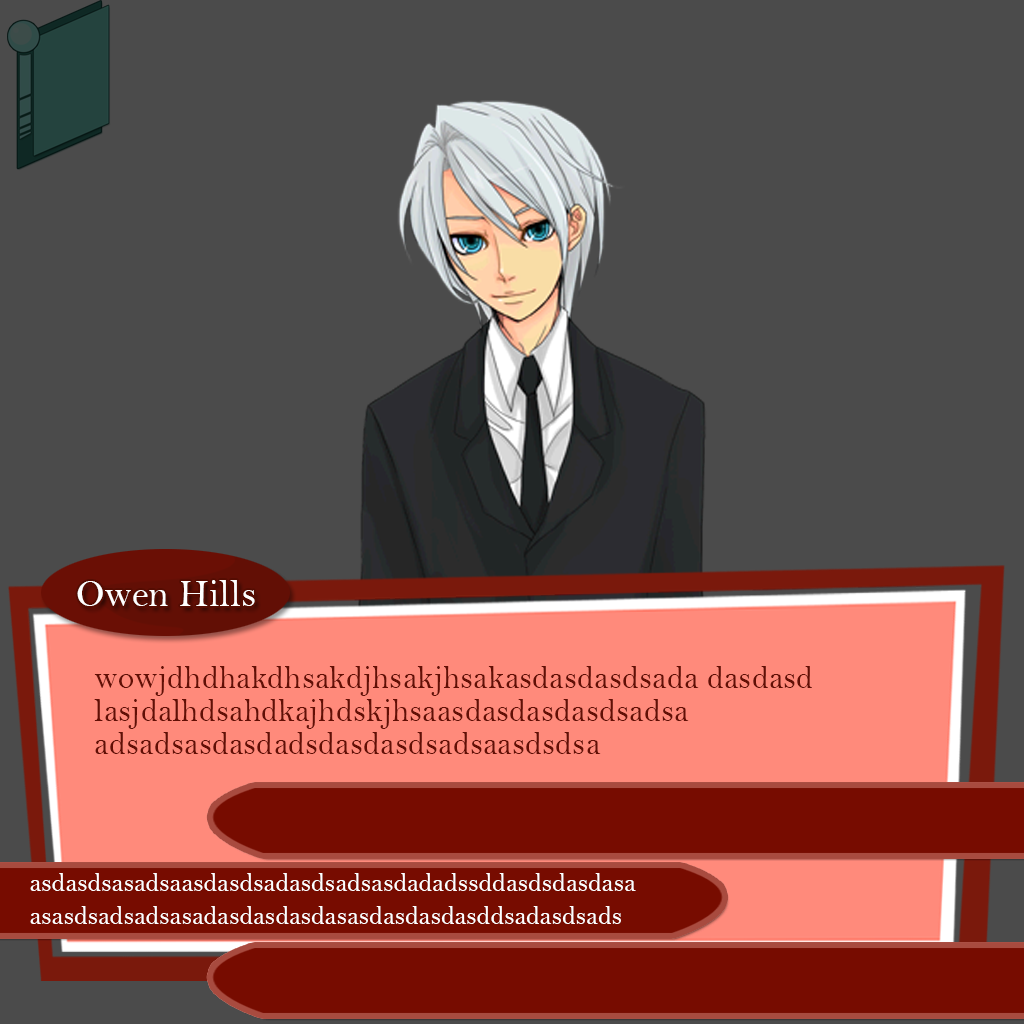 Owen Hills
wowjdhdhakdhsakdjhsakjhsakasdasdasdsada dasdasd
lasjdalhdsahdkajhdskjhsaasdasdasdasdsadsa
adsadsasdasdadsdasdasdsadsaasdsdsa
asdasdsasadsaasdasdsadasdsadsasdadadssddasdsdasdasa
asasdsadsadsasadasdasdasdasasdasdasdasddsadasdsads